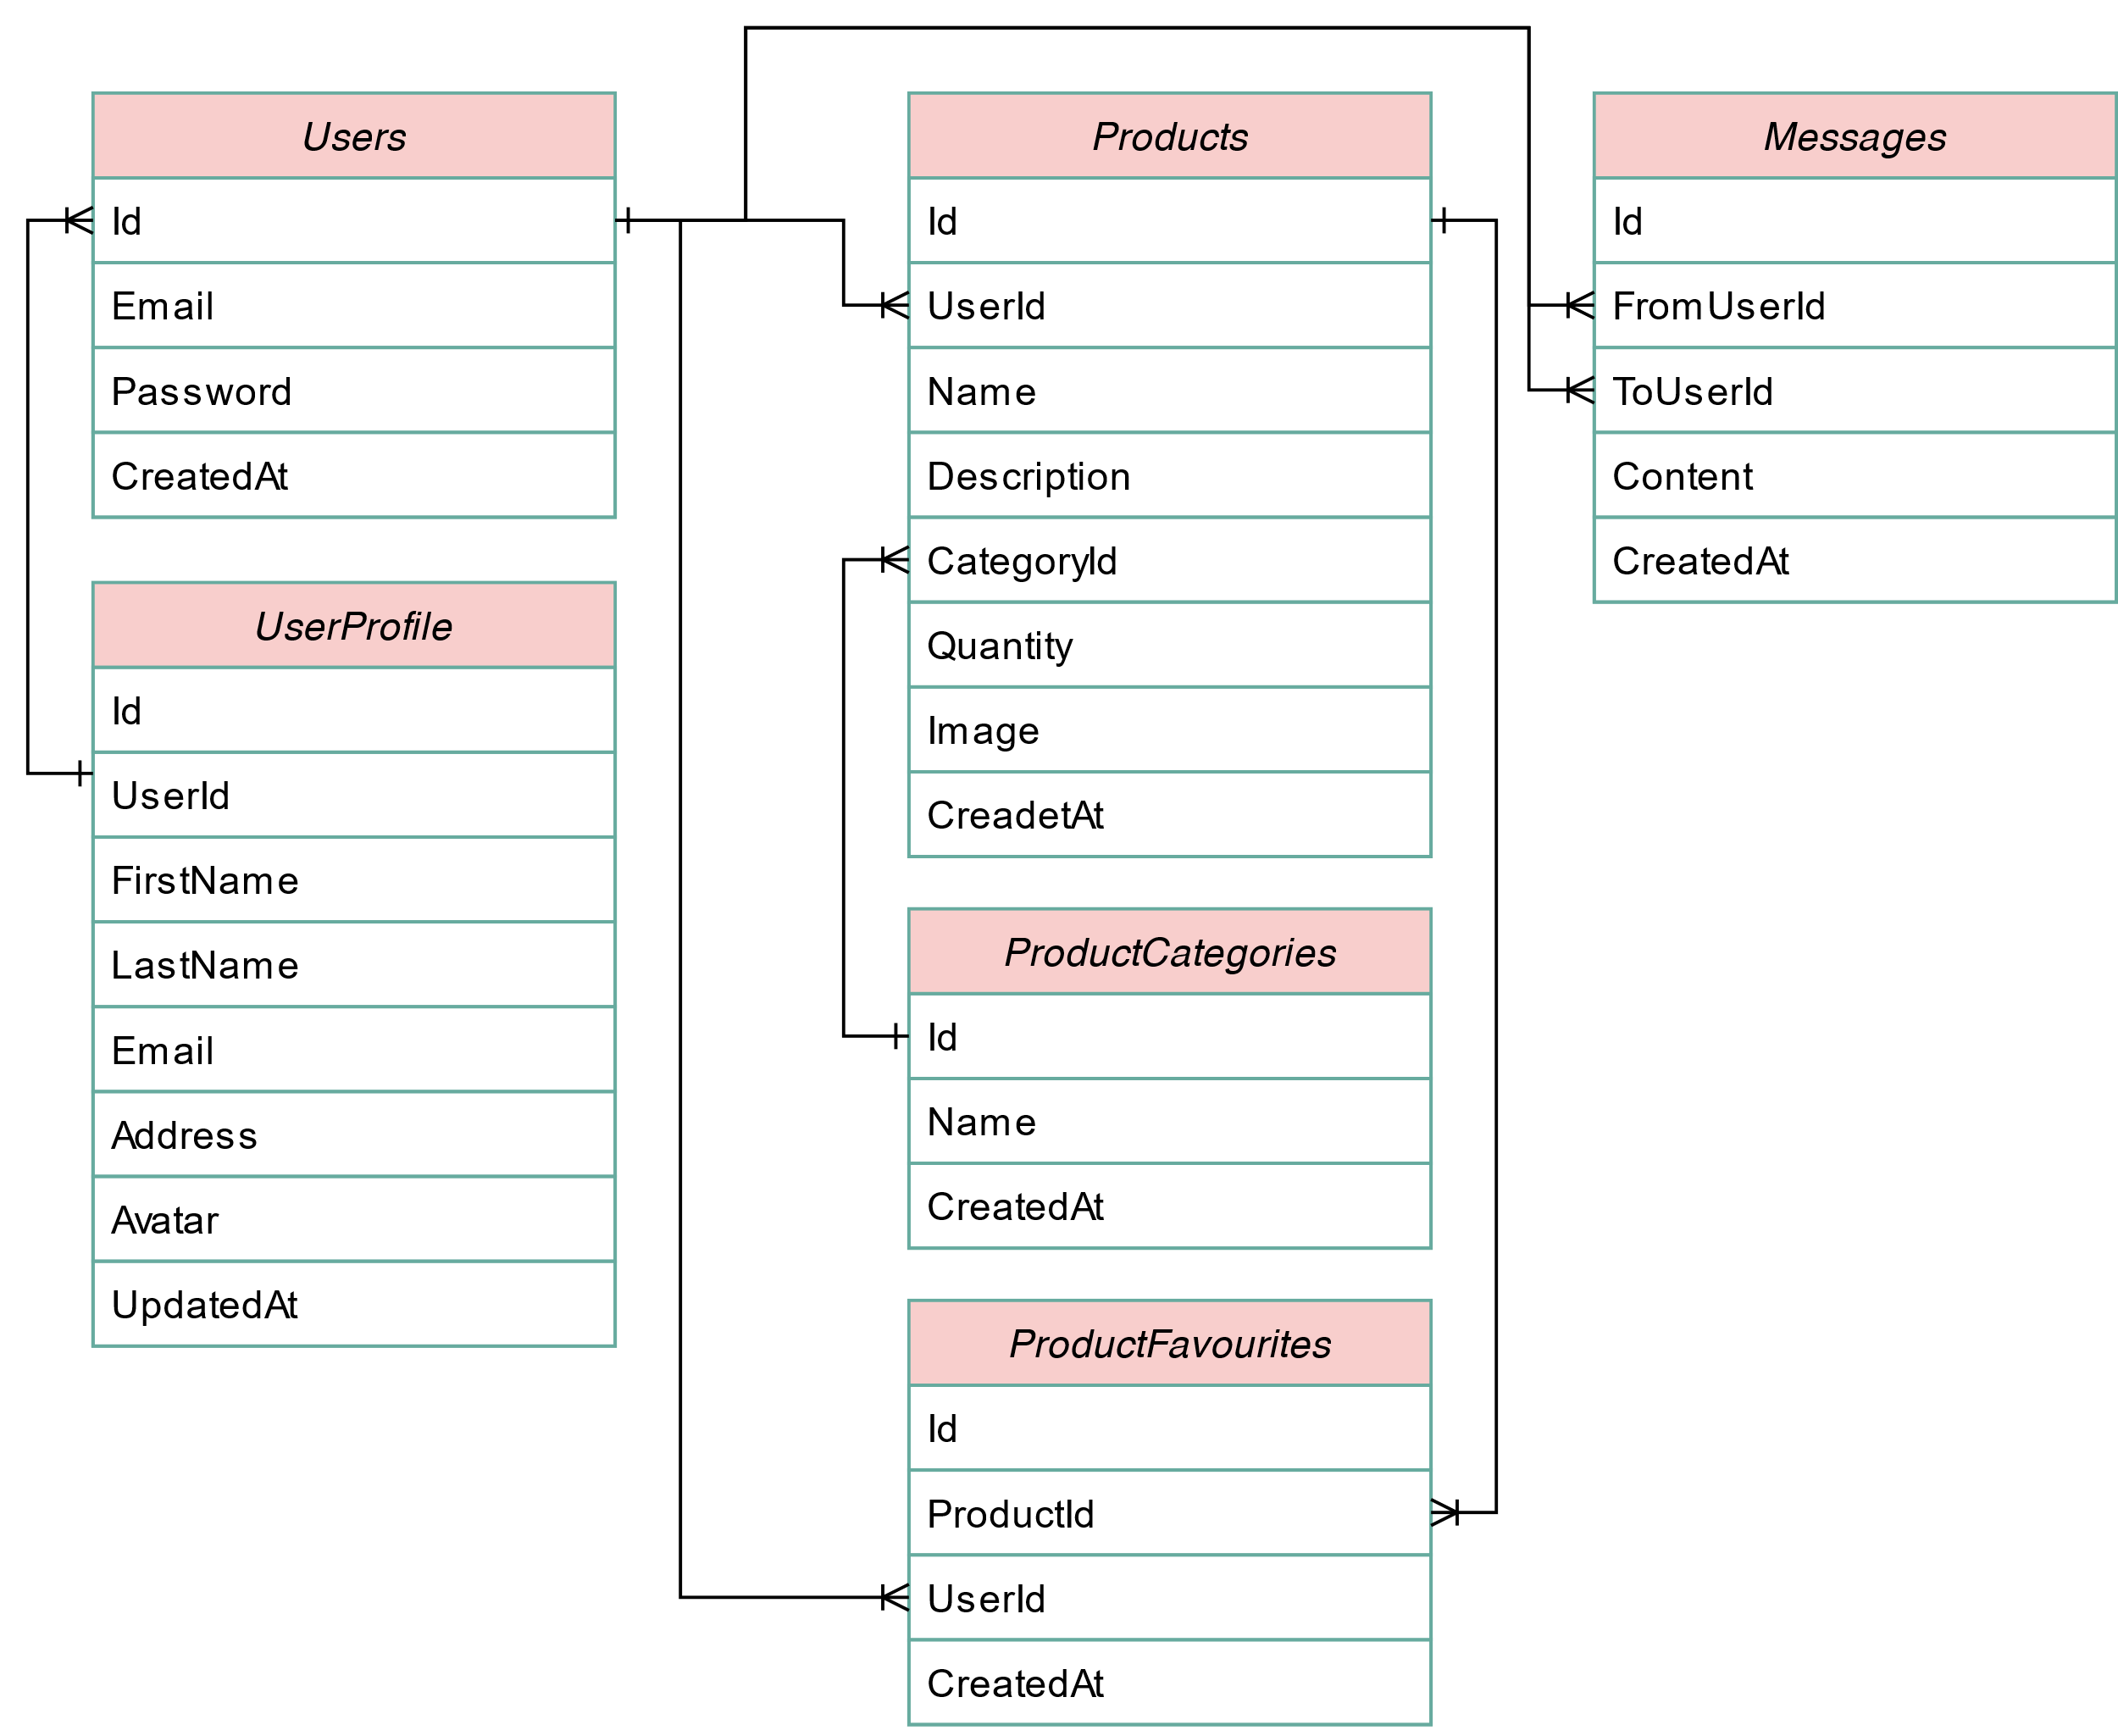 Users
Id
Email
Password
CreatedAt
UserProfile
Id
UserId
FirstName
LastName
Email
Address
Avatar
UpdatedAt
Products
Id
UserId
Name
Description
CategoryId
Quantity
Image
CreadetAt
ProductCategories
Id
Name
CreatedAt
ProductFavourites
Id
ProductId
UserId
CreatedAt
Messages
Id
FromUserId
ToUserId
Content
CreatedAt